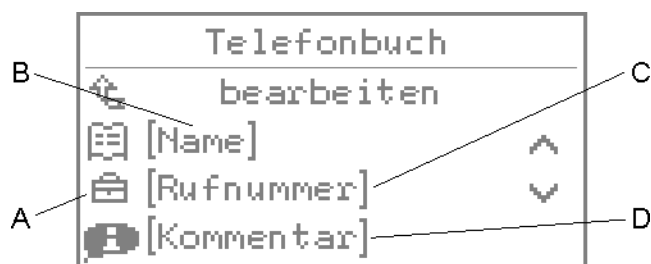 Telefonbuch
B
C
bearbeiten
[Name]
A
[Rufnummer]
[Kommentar]
D